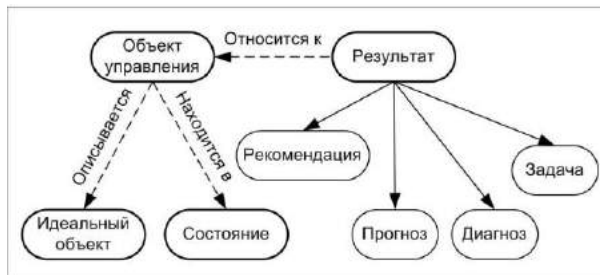 Объект
управления
Относится к
Результат
Описывается
Находится в
Рекомендация
Задача
Идеальный
объект
Состояние
Прогноз
Диагноз